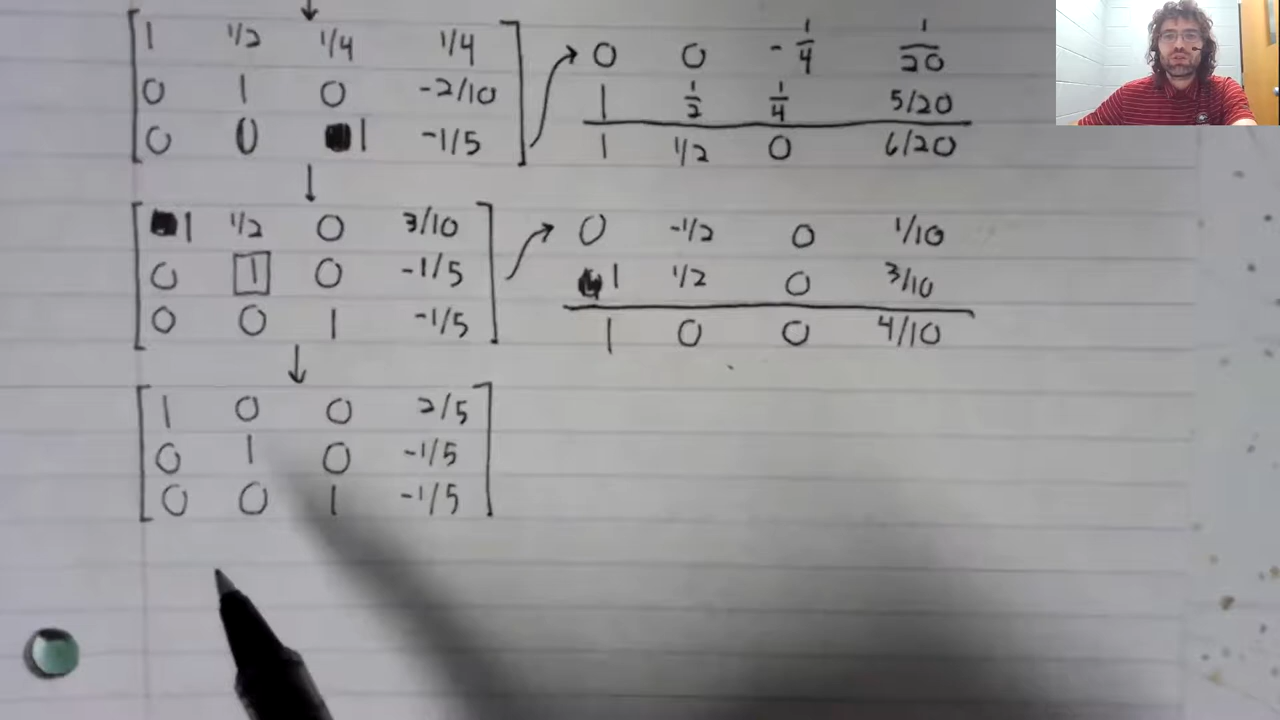 ↓
[ 1 1/2 1/4 1/4 ] → 0 0 -1/4 1/20
[ 0 1 0 -2/10 ] 1 1/2 1/4 5/20
[ 0 0 1 -1/5 ] 1 1/2 0 6/20
↓
[ 1 1/2 0 3/10 ] → 0 -1/2 0 1/10
[ 0 1 0 -1/5 ] 1 1/2 0 3/10
[ 0 0 1 -1/5 ] 1 0 0 4/10
↓
[ 1 0 0 2/5 ]
[ 0 1 0 -1/5 ]
[ 0 0 1 -1/5 ]